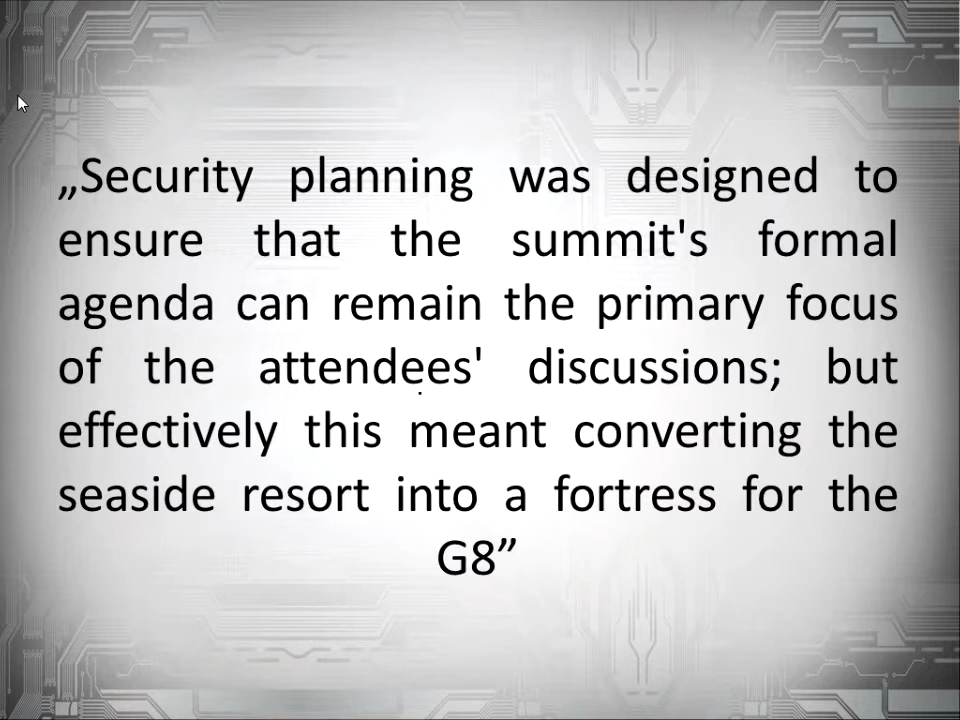 „Security planning was designed to
ensure that the summit's formal
agenda can remain the primary focus
of the attendees' discussions; but
effectively this meant converting the
seaside resort into a fortress for the
G8”